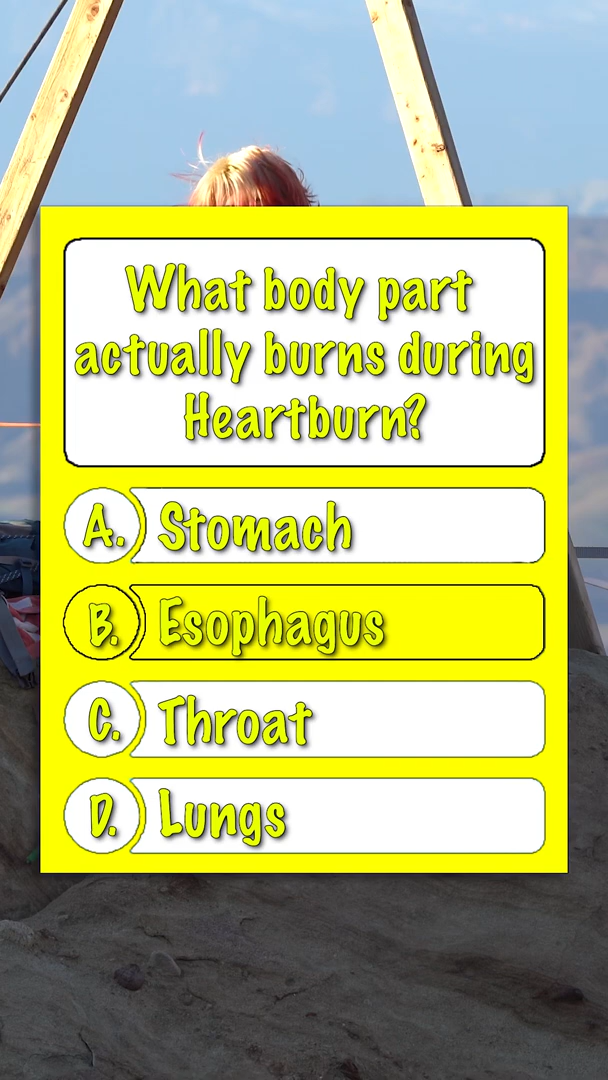 What body part
actually burns during
Heartburn?
A. Stomach
B. Esophagus
C. Throat
D. Lungs